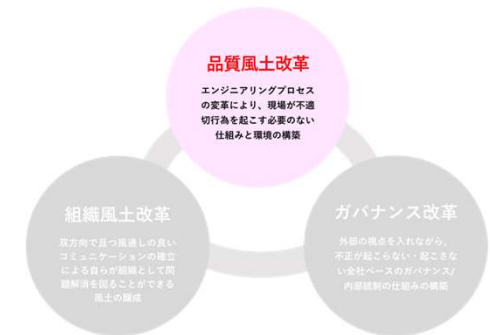 品質風土改革
エンジニアリングプロセス
の変革により、現場が不適
切行為を起こす必要のない
仕組みと環境の構築
組織風土改革
双方向で且つ風通しの良い
コミュニケーションの確立
による自らが組織として問
題解消を図ることができる
風土の醸成
ガバナンス改革
外部の視点を入れながら、
不正が起こらない・起こさな
い全社ベースのガバナンス/
内部統制の仕組みの構築